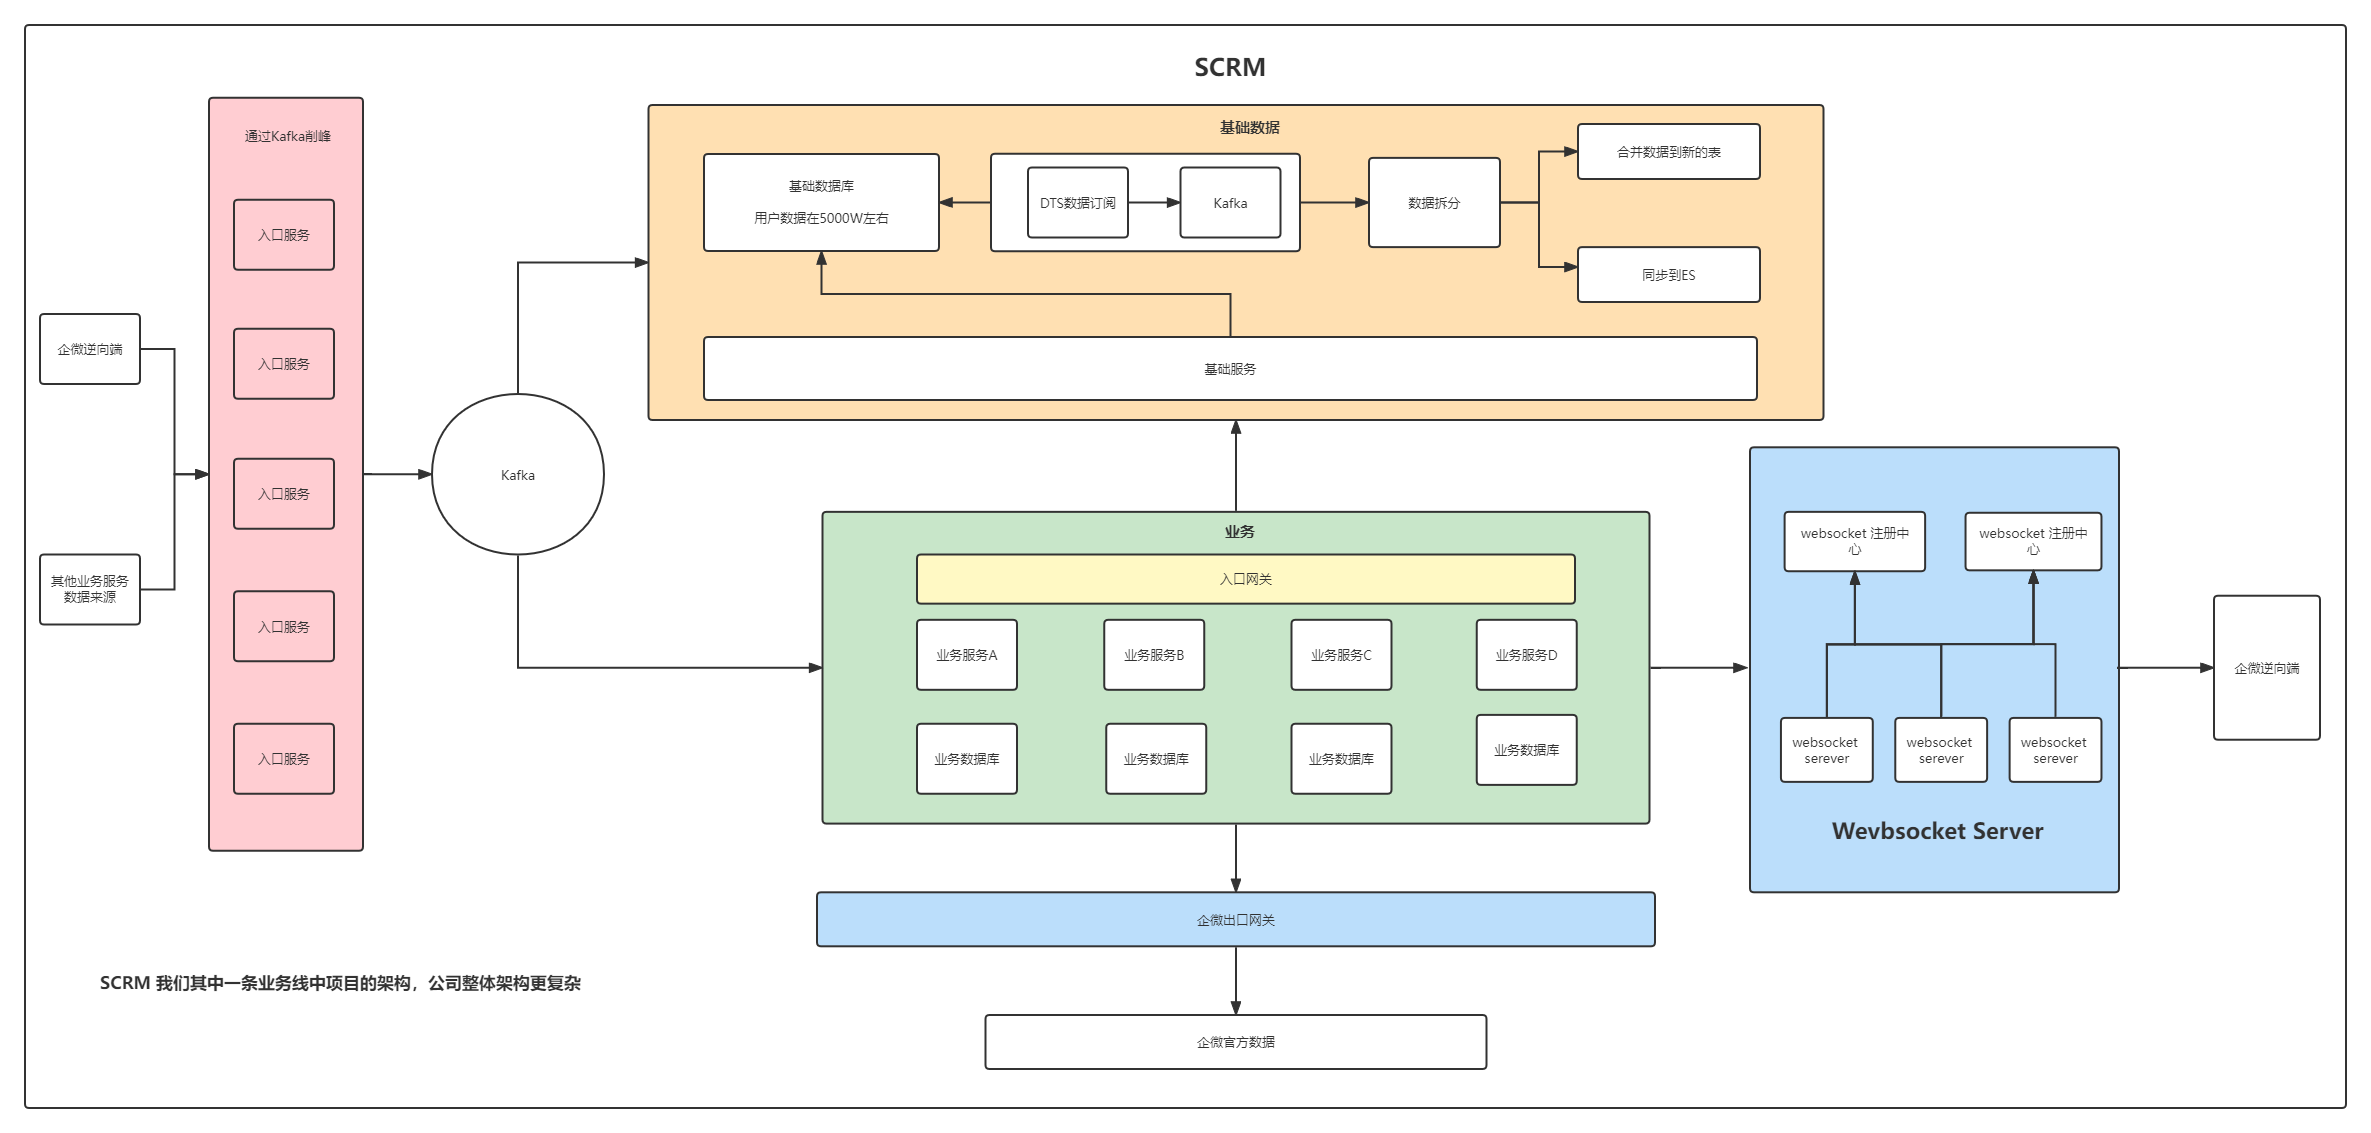 SCRM
通过Kafka削峰
入口服务
入口服务
入口服务
入口服务
入口服务
企微逆向端
其他业务服务
数据来源
Kafka
基础数据
基础数据库
用户数据在5000W左右
DTS数据订阅
Kafka
数据拆分
合并数据到新的表
同步到ES
基础服务
业务
入口网关
业务服务A
业务服务B
业务服务C
业务服务D
业务数据库
业务数据库
业务数据库
业务数据库
websocket 注册中
心
websocket 注册中
心
websocket
serever
websocket
serever
websocket
serever
Wevbsocket Server
企微逆向端
企微出口网关
企微官方数据
SCRM 我们其中一条业务线中项目的架构，公司整体架构更复杂